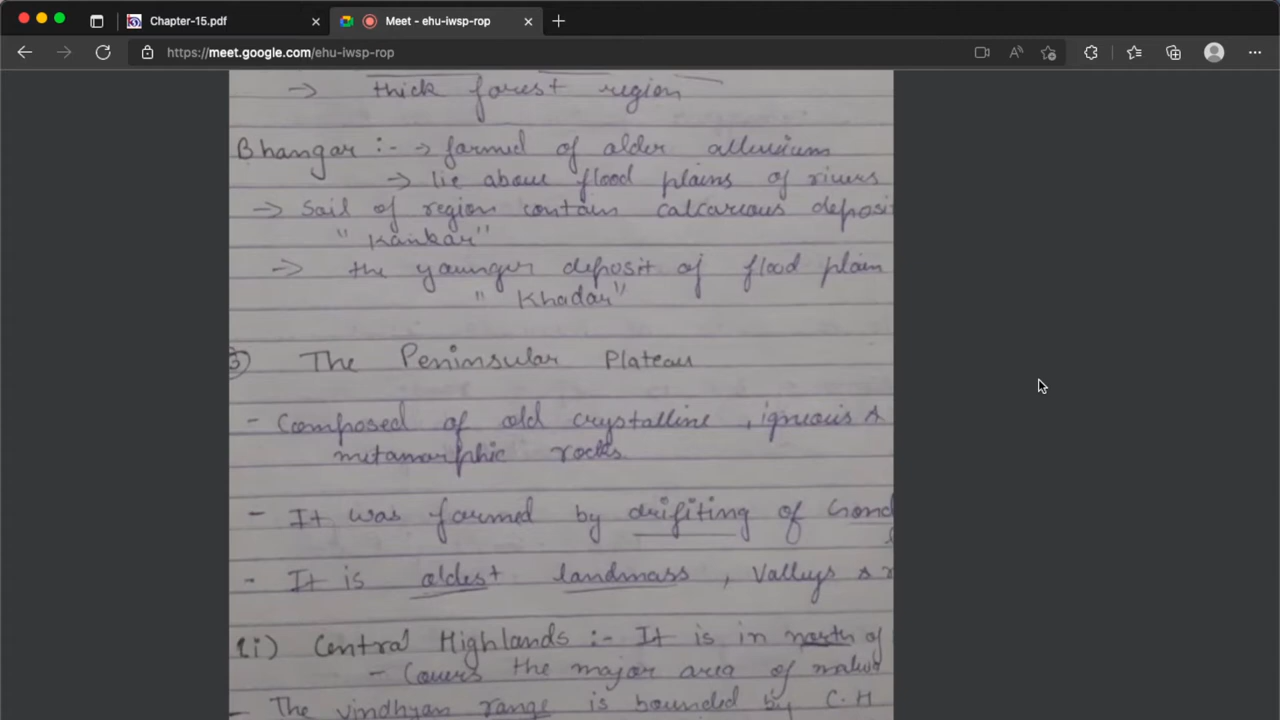 Chapter-15.pdf
Meet - ehu-iwsp-rop
https://meet.google.com/ehu-iwsp-rop
→ thick forest region
Bhangar :- → formed of older alluvium
→ lie above flood plains of rivers
→ Soil of region contain calcarious deposi
"Kankar"
→ the younger deposit of flood plain
"Khadar"
3) The Peninsular Plateau
- Composed of old crystalline, igneous &
metamorphic rocks.
- It was formed by drifiting of Gond
- It is oldest landmass, Valleys &
(i) Central Highlands :- It is in north of
- Covers the major area of malw
- The vindhyan range is bounded by C.H